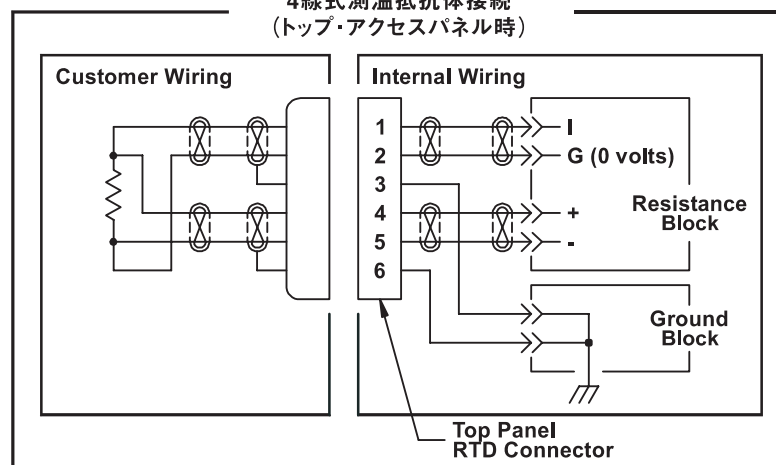 4線式測温抵抗体接続
(トップ・アクセスパネル時)
Customer Wiring
Internal Wiring
1
2
3
4
5
6
I
G (0 volts)
+
-
Resistance
Block
Ground
Block
Top Panel
RTD Connector